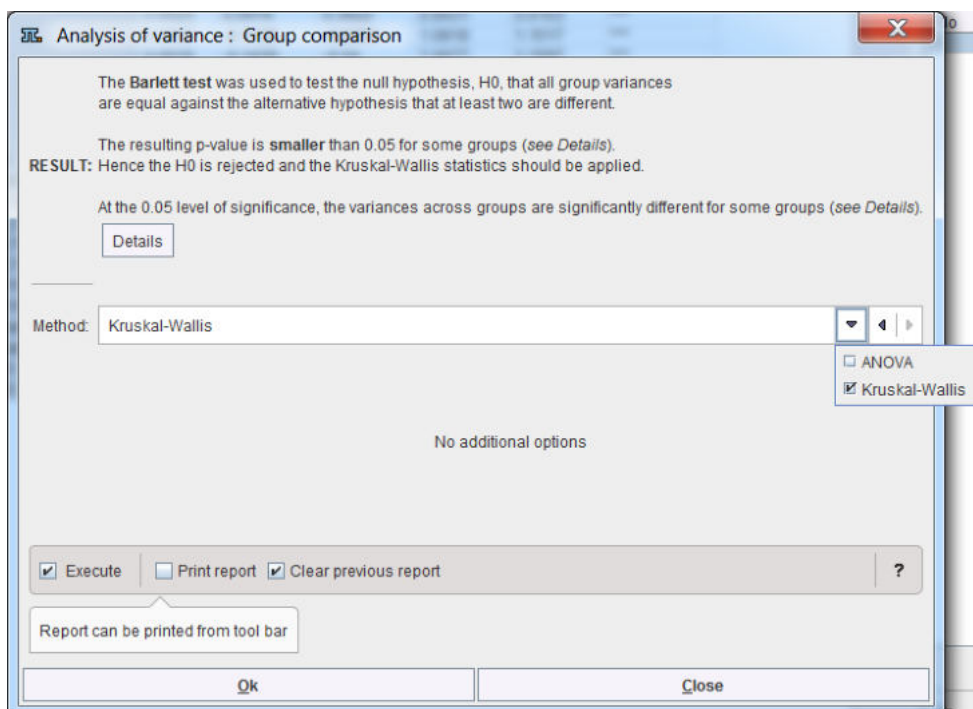 Analysis of variance : Group comparison
The Barlett test was used to test the null hypothesis, H0, that all group variances
are equal against the alternative hypothesis that at least two are different.
The resulting p-value is smaller than 0.05 for some groups (see Details).
RESULT: Hence the H0 is rejected and the Kruskal-Wallis statistics should be applied.
At the 0.05 level of significance, the variances across groups are significantly different for some groups (see Details).
Details
Method: Kruskal-Wallis
ANOVA
Kruskal-Wallis
No additional options
Execute Print report Clear previous report ?
Report can be printed from tool bar
Ok Close